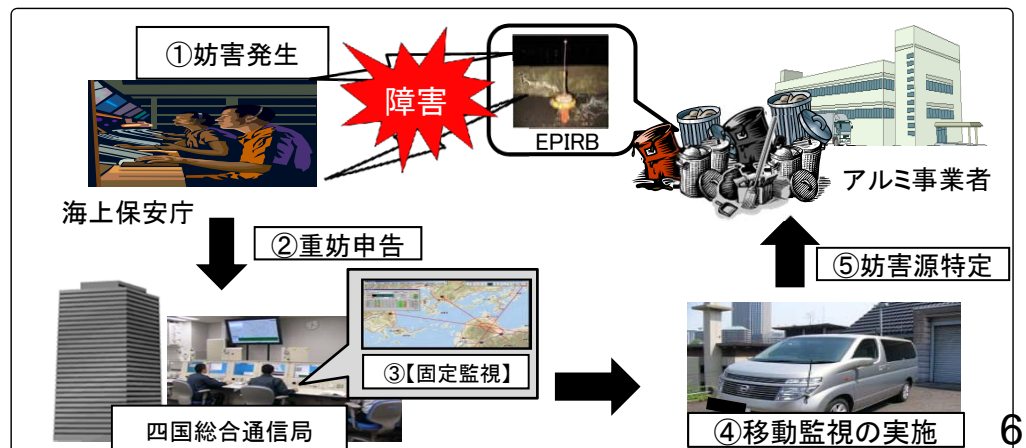 ①妨害発生
障害
EPIRB
アルミ事業者
海上保安庁
②重妨申告
⑤妨害源特定
③【固定監視】
四国総合通信局
④移動監視の実施
6